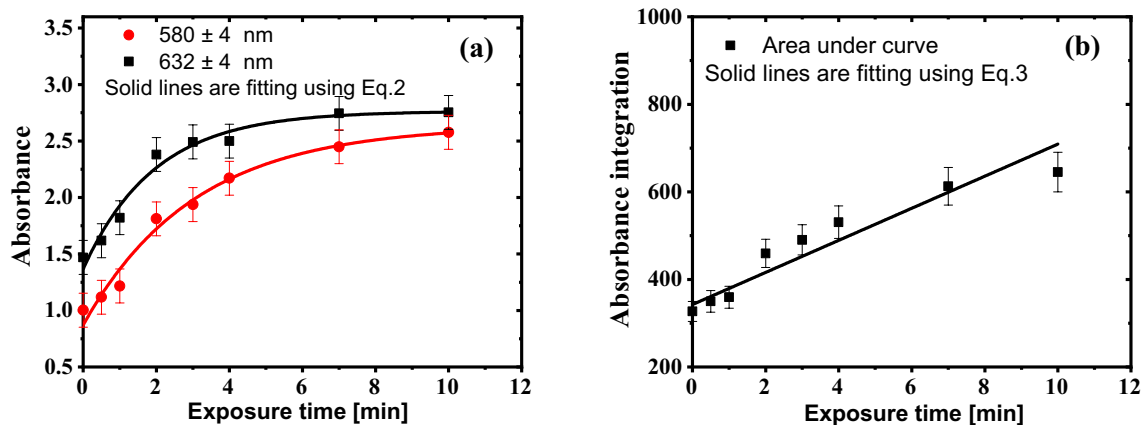 3.5
3.0
2.5
2.0
1.5
1.0
0.5
Absorbance
580 ± 4 nm
632 ± 4 nm
Solid lines are fitting using Eq.2
(a)
0 2 4 6 8 10 12
Exposure time [min]
1000
800
600
400
200
Absorbance integration
Area under curve
Solid lines are fitting using Eq.3
(b)
0 2 4 6 8 10 12
Exposure time [min]